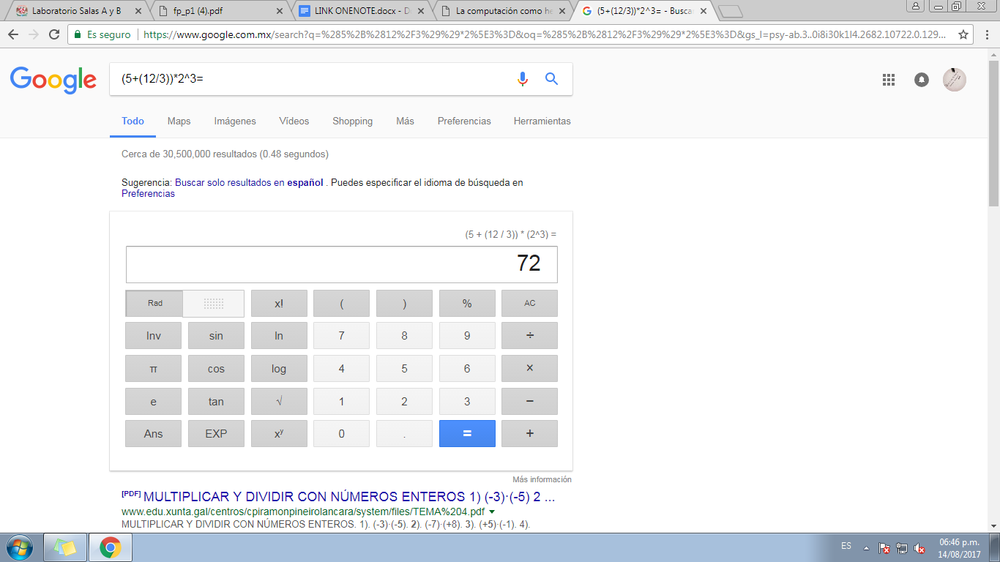 Laboratorio Salas A y B
fp_p1 (4).pdf
LINK ONENOTE.docx - D
La computación como he
(5+(12/3))*2^3= - Busca
Es seguro
https://www.google.com.mx/search?q=%285%2B%2812%2F3%29%29*2%5E3%3D&oq=%285%2B%2812%2F3%29%29*2%5E3%3D&gs_l=psy-ab.3..0i8i30k1l4.2682.10722.0.129...
Google
(5+(12/3))*2^3=
Todo Maps Imágenes Vídeos Shopping Más Preferencias Herramientas
Cerca de 30,500,000 resultados (0.48 segundos)
Sugerencia: Buscar solo resultados en español . Puedes especificar el idioma de búsqueda en
Preferencias
(5 + (12 / 3)) * (2^3) =
72
Rad x! ( ) % AC
Inv sin ln 7 8 9 ÷
π cos log 4 5 6 ×
e tan √ 1 2 3 −
Ans EXP xʸ 0 . = +
Más información
[PDF] MULTIPLICAR Y DIVIDIR CON NÚMEROS ENTEROS 1) (-3)·(-5) 2 ...
www.edu.xunta.gal/centros/cpiramonpineirolancara/system/files/TEMA%204.pdf
MULTIPLICAR Y DIVIDIR CON NÚMEROS ENTEROS. 1). (-3)·(-5). 2). (-7)·(+8). 3). (+5)·(-1). 4).
ES
06:46 p.m.
14/08/2017